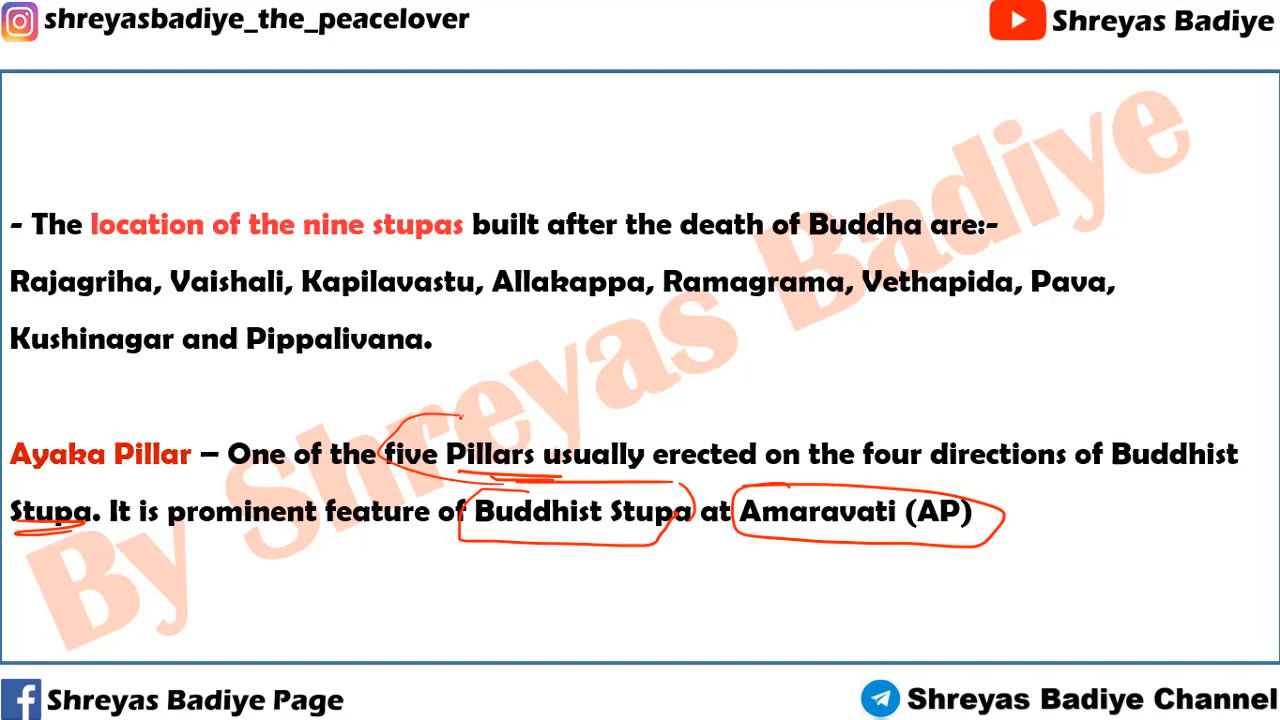 shreyasbadiye_the_peacelover
Shreyas Badiye
- The location of the nine stupas built after the death of Buddha are:-
Rajagriha, Vaishali, Kapilavastu, Allakappa, Ramagrama, Vethapida, Pava,
Kushinagar and Pippalivana.
Ayaka Pillar – One of the five Pillars usually erected on the four directions of Buddhist
Stupa. It is prominent feature of Buddhist Stupa at Amaravati (AP)
By Shreyas Badiye
Shreyas Badiye Page
Shreyas Badiye Channel